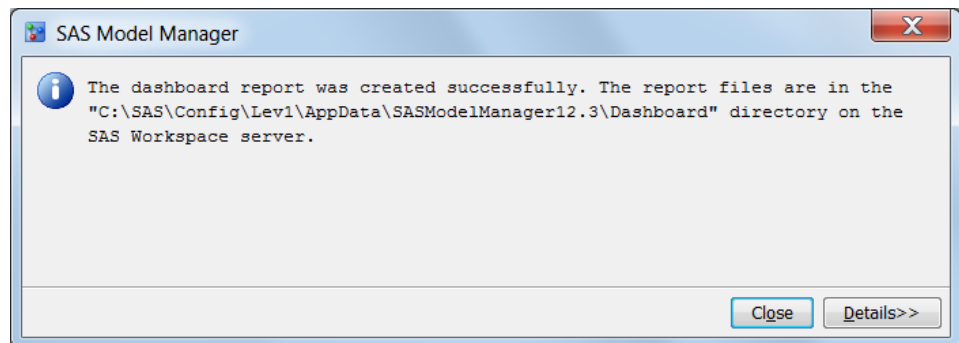 SAS Model Manager
The dashboard report was created successfully. The report files are in the
"C:\SAS\Config\Lev1\AppData\SASModelManager12.3\Dashboard" directory on the
SAS Workspace server.
Close Details>>